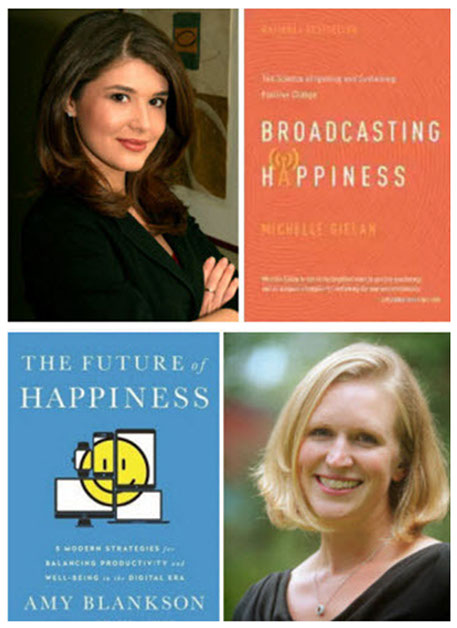 NATIONAL BESTSELLER
The Science of Igniting and Sustaining
Positive Change
BROADCASTING
HAPPINESS
MICHELLE GIELAN
THE FUTURE of
HAPPINESS
5 MODERN STRATEGIES for
BALANCING PRODUCTIVITY and
WELL-BEING in the DIGITAL ERA
AMY BLANKSON